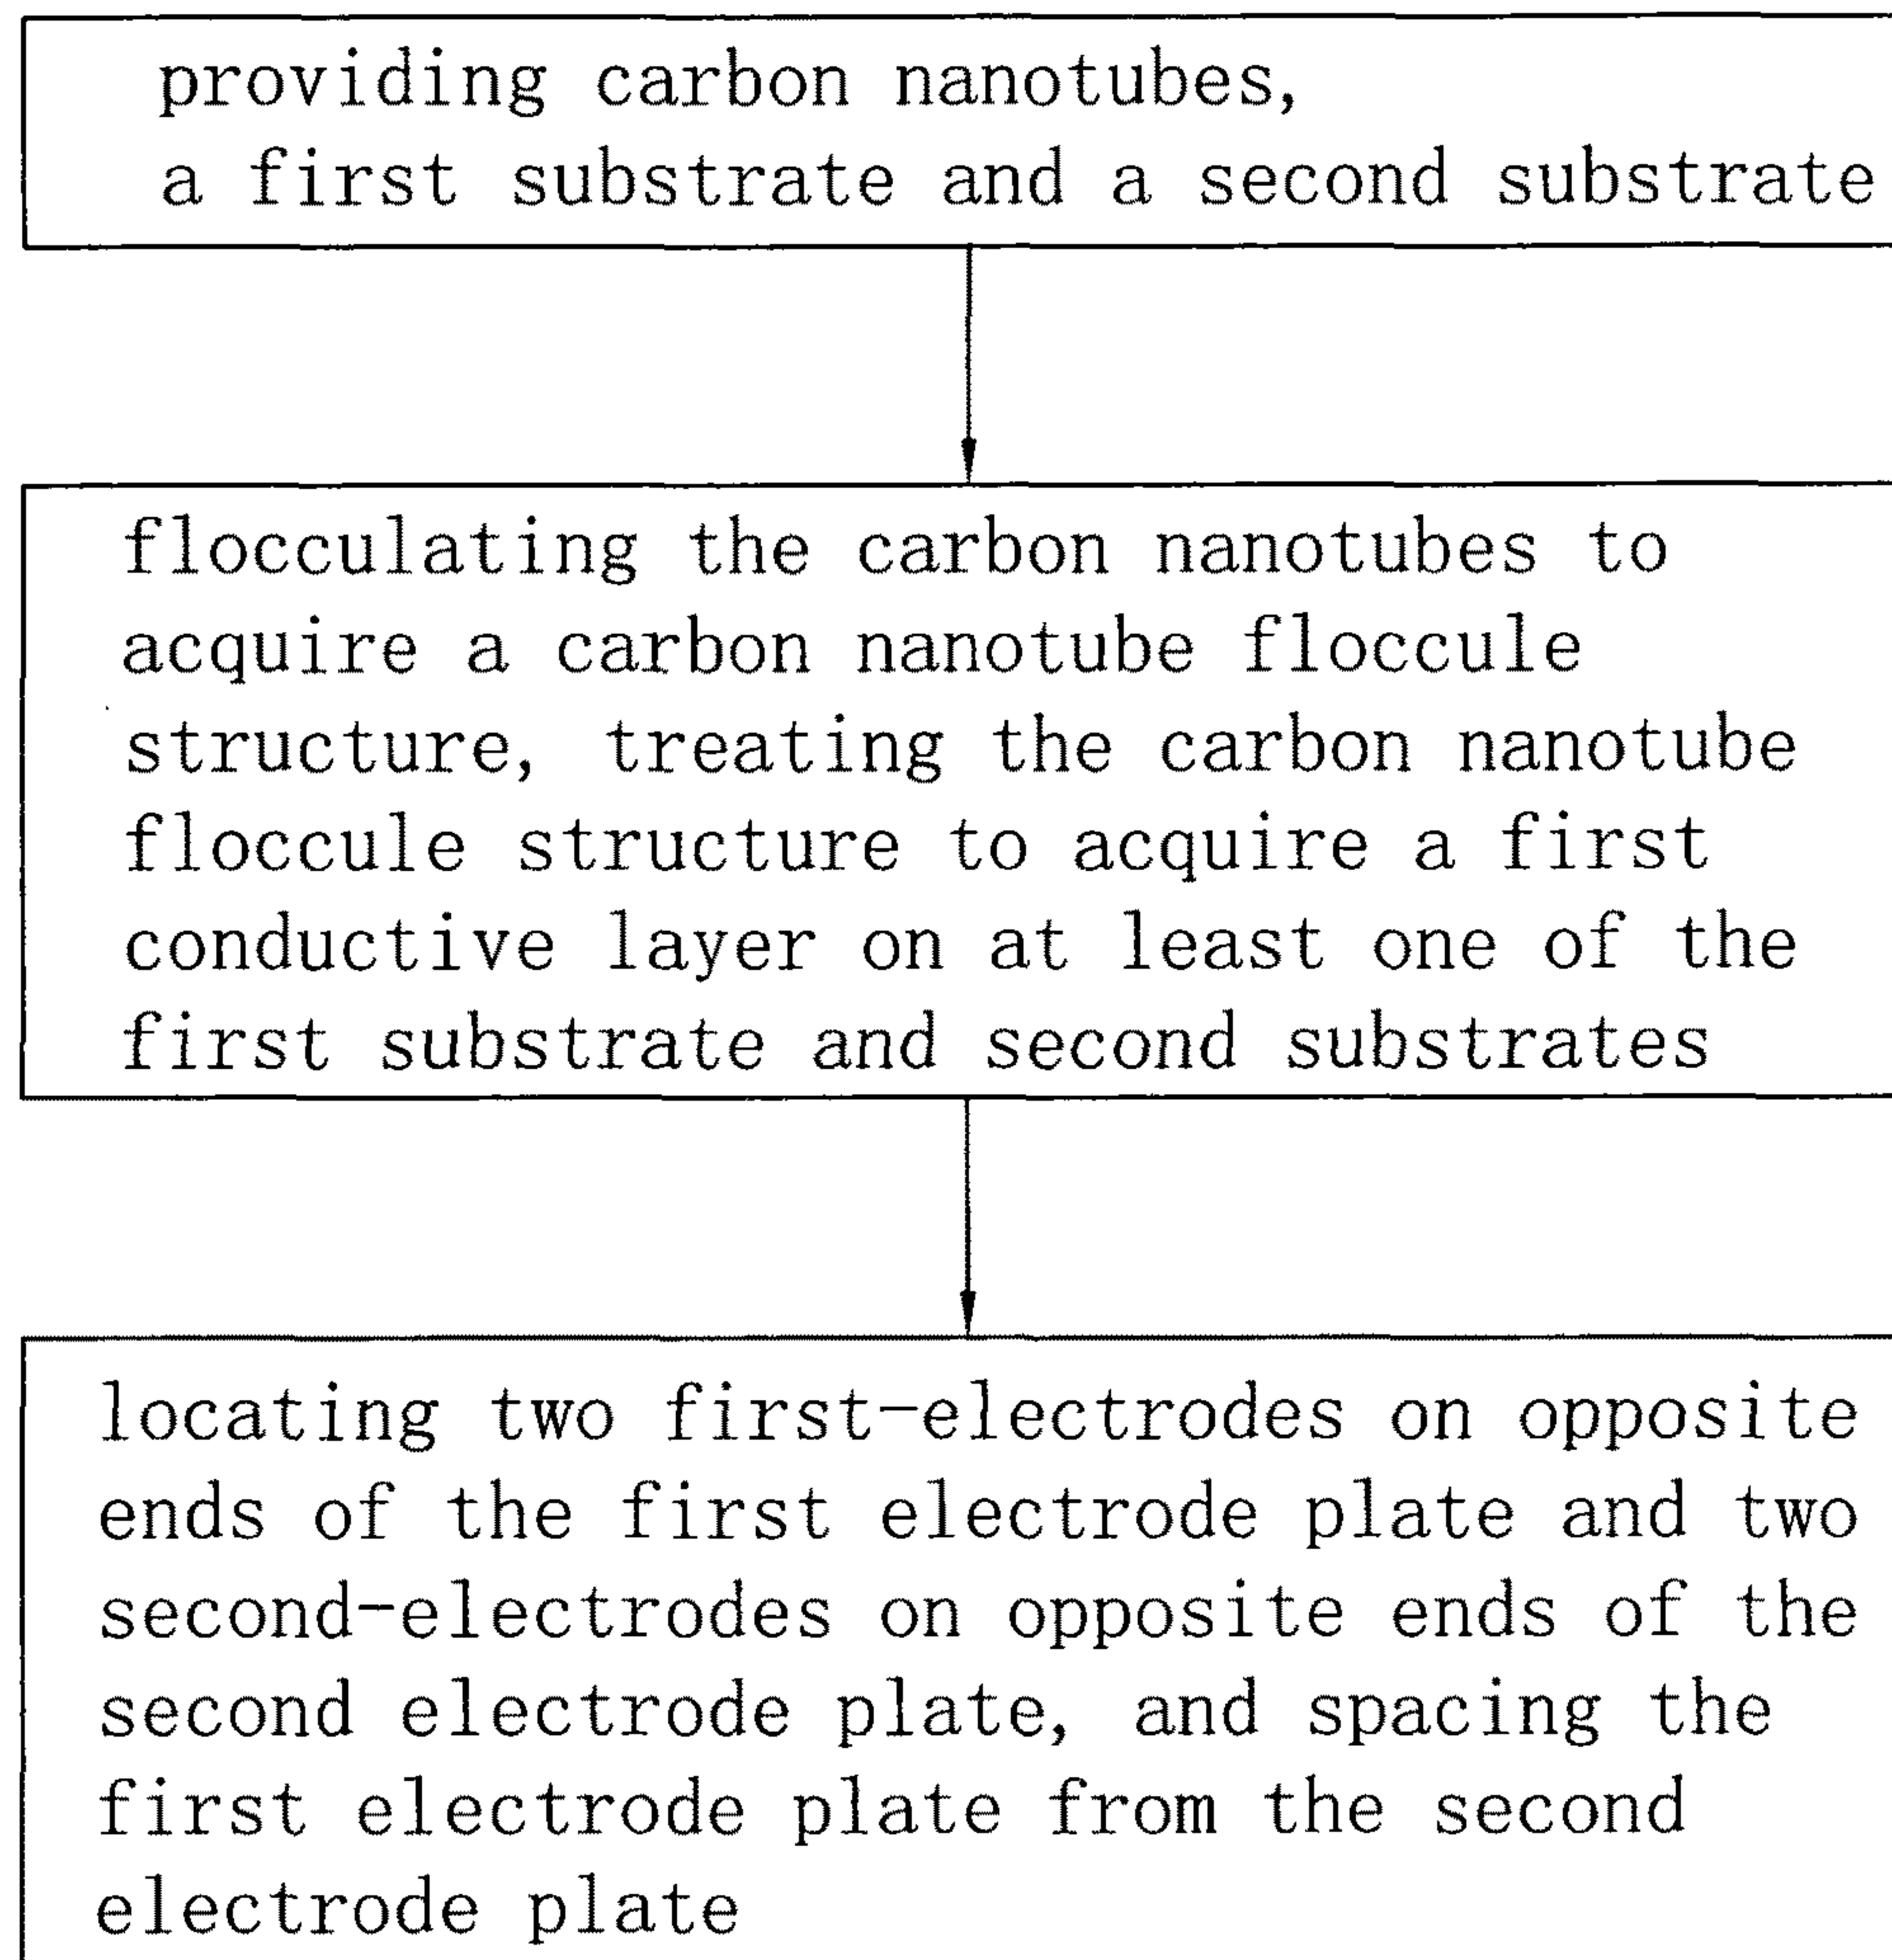 providing carbon nanotubes,
a first substrate and a second substrate
flocculating the carbon nanotubes to
acquire a carbon nanotube floccule
structure, treating the carbon nanotube
floccule structure to acquire a first
conductive layer on at least one of the
first substrate and second substrates
locating two first-electrodes on opposite
ends of the first electrode plate and two
second-electrodes on opposite ends of the
second electrode plate, and spacing the
first electrode plate from the second
electrode plate